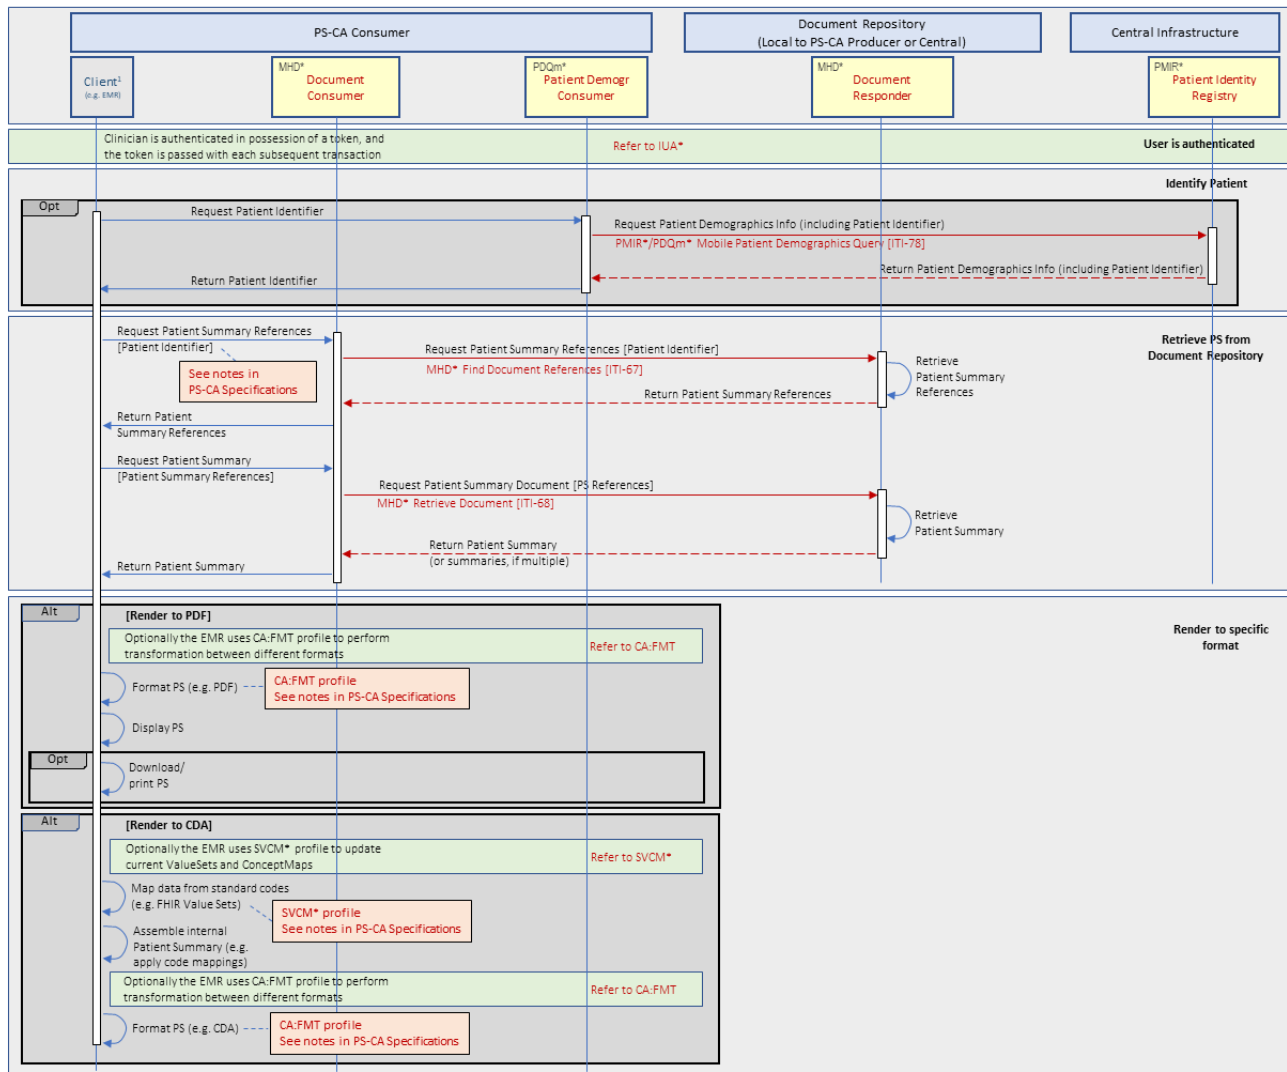 PS-CA Consumer
Document Repository
(Local to PS-CA Producer or Central)
Central Infrastructure
Client¹
(e.g. EMR)
MHD*
Document
Consumer
PDQm*
Patient Demogr
Consumer
MHD*
Document
Responder
PMIR*
Patient Identity
Registry
Clinician is authenticated in possession of a token, and
the token is passed with each subsequent transaction
Refer to IUA*
User is authenticated
Identify Patient
Opt
Request Patient Identifier
Request Patient Demographics Info (including Patient Identifier)
PMIR*/PDQm* Mobile Patient Demographics Query [ITI-78]
Return Patient Demographics Info (including Patient Identifier)
Return Patient Identifier
Retrieve PS from
Document Repository
Request Patient Summary References
[Patient Identifier]
See notes in
PS-CA Specifications
Request Patient Summary References [Patient Identifier]
MHD* Find Document References [ITI-67]
Retrieve
Patient Summary
References
Return Patient Summary References
Return Patient
Summary References
Request Patient Summary
[Patient Summary References]
Request Patient Summary Document [PS References]
MHD* Retrieve Document [ITI-68]
Retrieve
Patient Summary
Return Patient Summary
(or summaries, if multiple)
Return Patient Summary
Render to specific
format
Alt
[Render to PDF]
Optionally the EMR uses CA:FMT profile to perform
transformation between different formats
Refer to CA:FMT
Format PS (e.g. PDF)
CA:FMT profile
See notes in PS-CA Specifications
Display PS
Opt
Download/
print PS
Alt
[Render to CDA]
Optionally the EMR uses SVCM* profile to update
current ValueSets and ConceptMaps
Refer to SVCM*
Map data from standard codes
(e.g. FHIR Value Sets)
SVCM* profile
See notes in PS-CA Specifications
Assemble internal
Patient Summary (e.g.
apply code mappings)
Optionally the EMR uses CA:FMT profile to perform
transformation between different formats
Refer to CA:FMT
Format PS (e.g. CDA)
CA:FMT profile
See notes in PS-CA Specifications